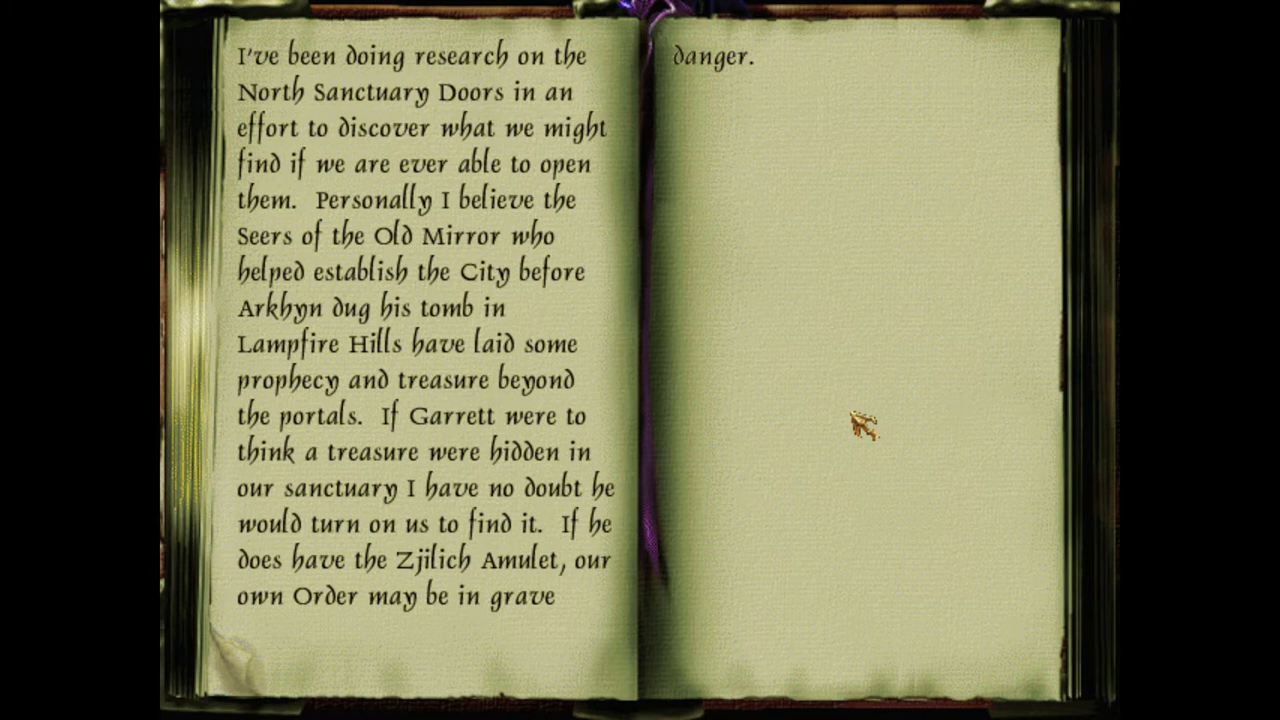 I've been doing research on the
North Sanctuary Doors in an
effort to discover what we might
find if we are ever able to open
them.  Personally I believe the
Seers of the Old Mirror who
helped establish the City before
Arkhyn dug his tomb in
Lampfire Hills have laid some
prophecy and treasure beyond
the portals.  If Garrett were to
think a treasure were hidden in
our sanctuary I have no doubt he
would turn on us to find it.  If he
does have the Zjilich Amulet, our
own Order may be in grave
danger.